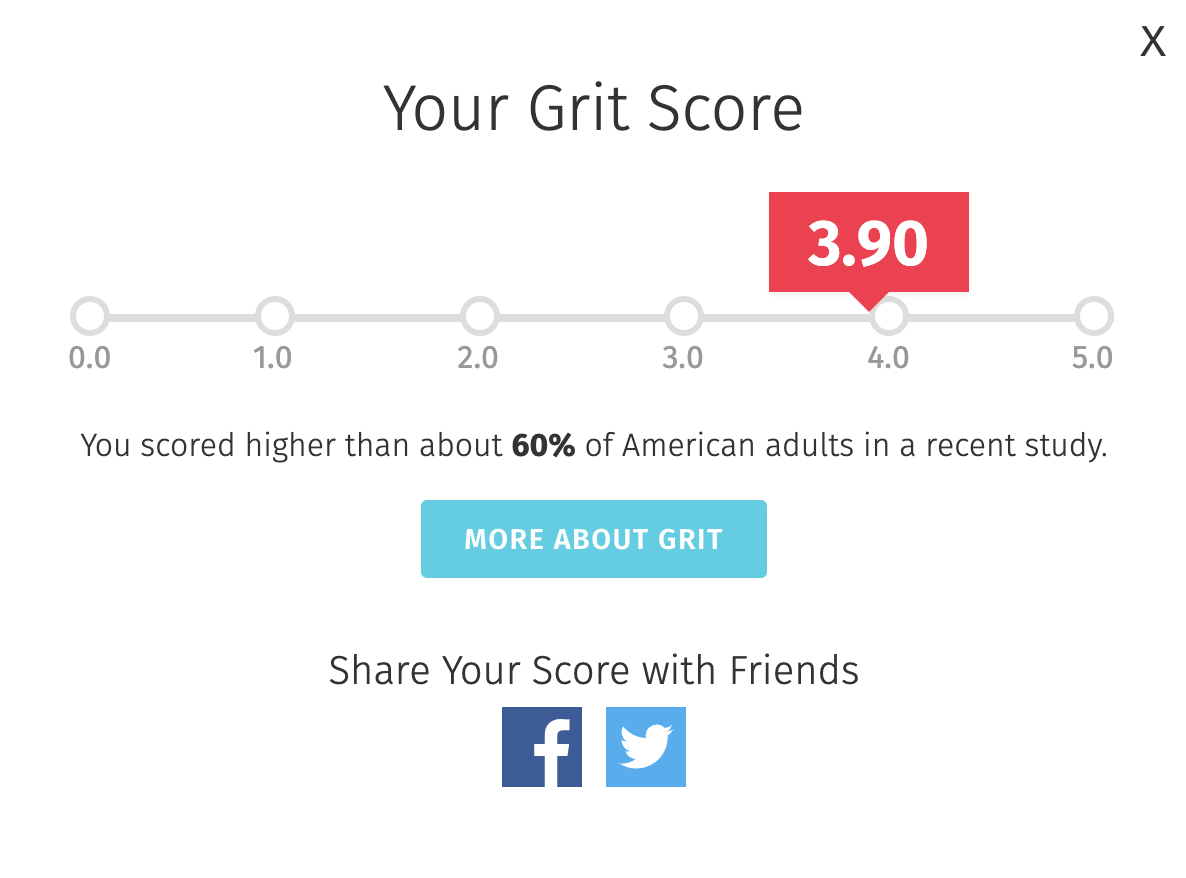 X
Your Grit Score
3.90
0.0 1.0 2.0 3.0 4.0 5.0
You scored higher than about 60% of American adults in a recent study.
MORE ABOUT GRIT
Share Your Score with Friends